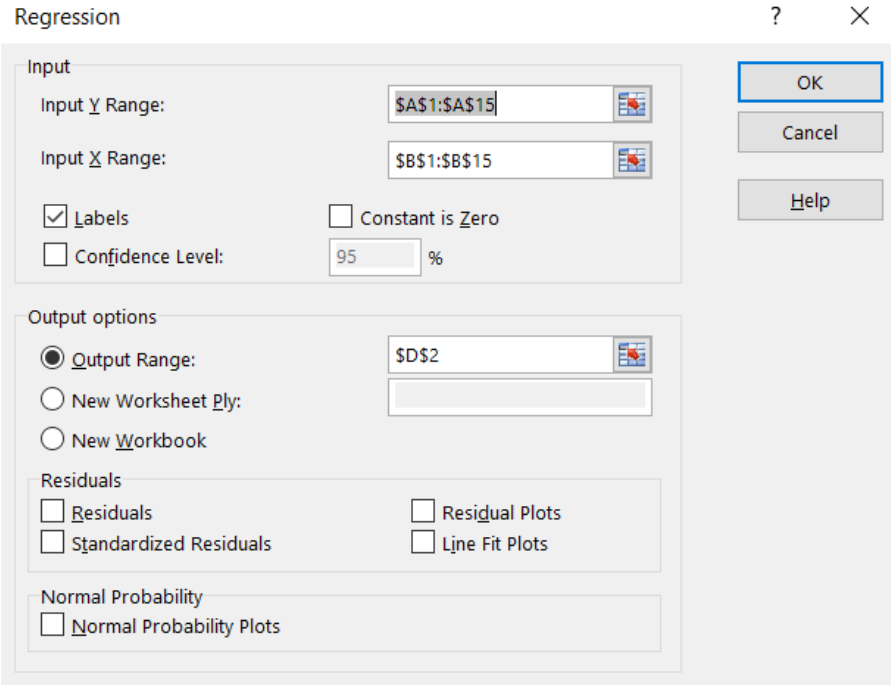 Regression ? ×
Input
Input Y Range: $A$1:$A$15
Input X Range: $B$1:$B$15
Labels Constant is Zero
Confidence Level: 95 %
OK
Cancel
Help
Output options
Output Range: $D$2
New Worksheet Ply:
New Workbook
Residuals
Residuals Residual Plots
Standardized Residuals Line Fit Plots
Normal Probability
Normal Probability Plots